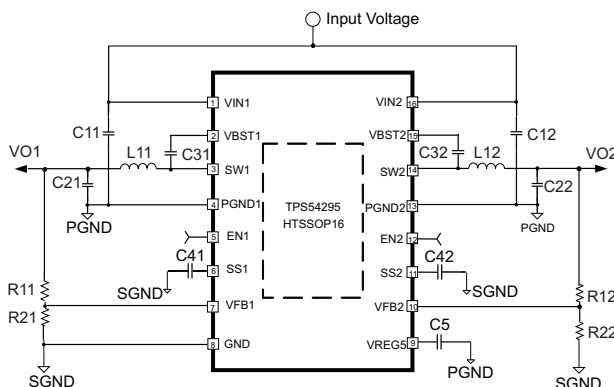 Input Voltage
1 VIN1 VIN2 16
C11 C12
2 VBST1 VBST2 15
VO1 L11 C31 C32 L12 VO2
3 SW1 SW2 14
C21 C22
TPS54295
HTSSOP16
4 PGND1 PGND2 13
PGND PGND
5 EN1 EN2 12
C41 C42
6 SS1 SS2 11
SGND SGND
R11 R12
7 VFB1 VFB2 10
R21 R22
C5
8 GND VREG5 9
SGND PGND SGND